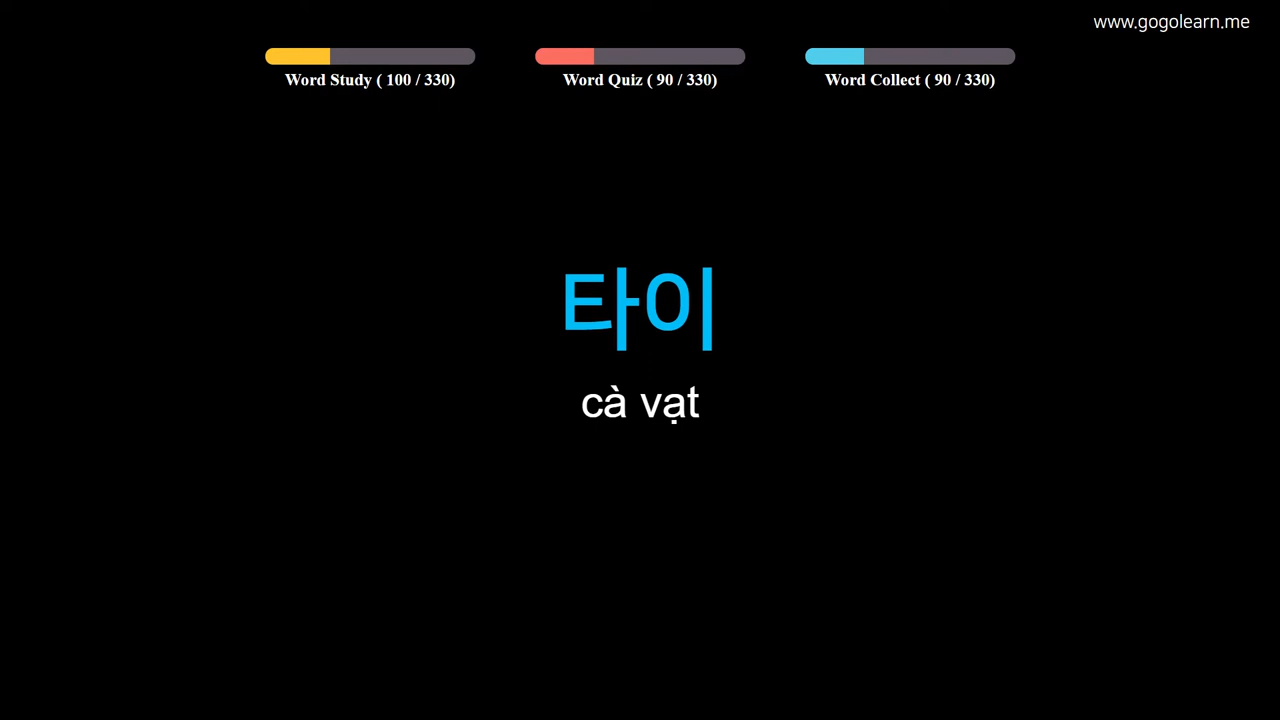 www.gogolearn.me
Word Study ( 100 / 330)
Word Quiz ( 90 / 330)
Word Collect ( 90 / 330)
타이
cà vạt